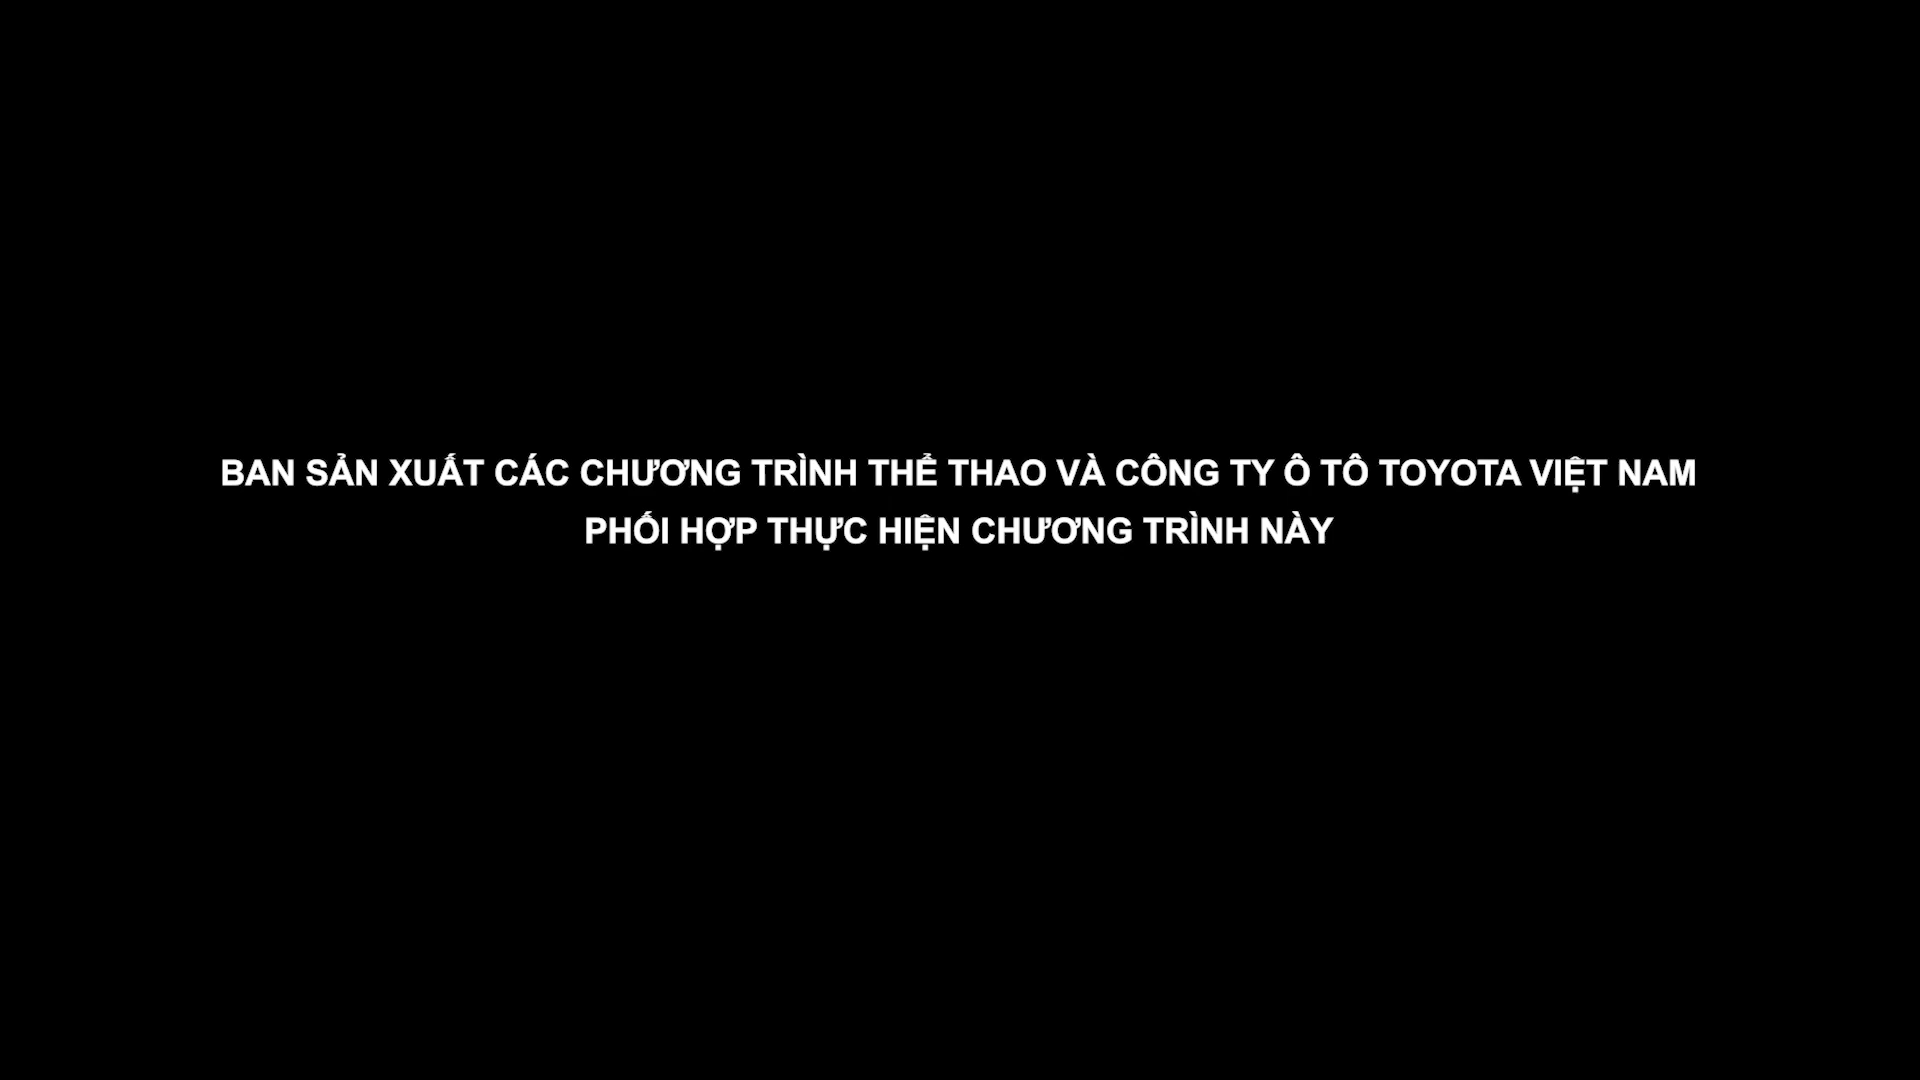 BAN SẢN XUẤT CÁC CHƯƠNG TRÌNH THỂ THAO VÀ CÔNG TY Ô TÔ TOYOTA VIỆT NAM
PHỐI HỢP THỰC HIỆN CHƯƠNG TRÌNH NÀY